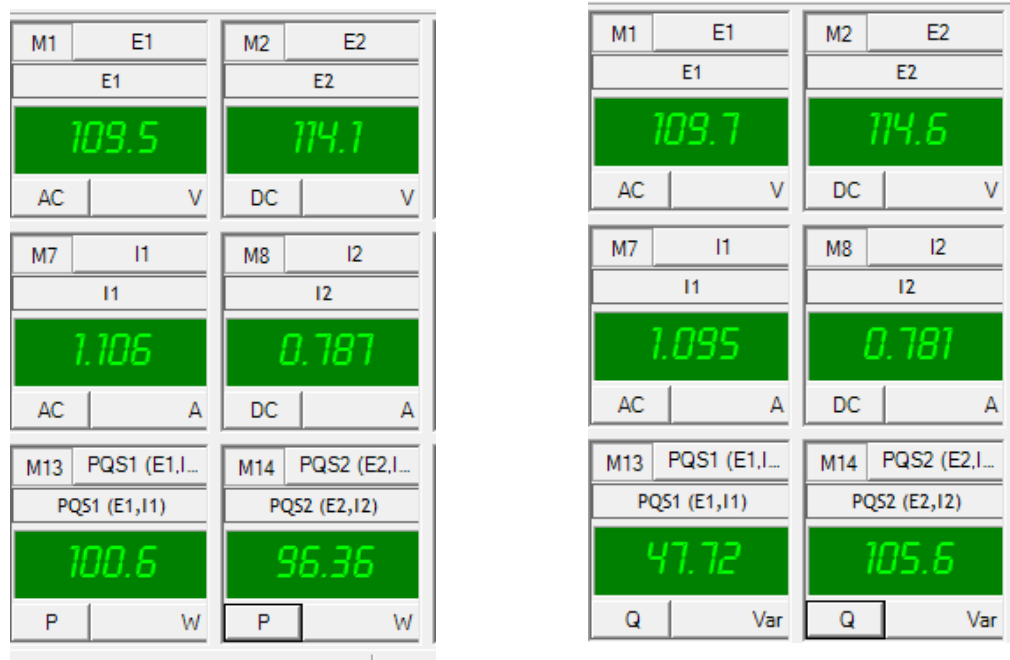 M1 E1 M2 E2
E1 E2
109.5 114.1
AC V DC V
M7 I1 M8 I2
I1 I2
1.106 0.787
AC A DC A
M13 PQS1 (E1,I... M14 PQS2 (E2,I...
PQS1 (E1,I1) PQS2 (E2,I2)
100.6 96.36
P W P W
M1 E1 M2 E2
E1 E2
109.7 114.6
AC V DC V
M7 I1 M8 I2
I1 I2
1.095 0.781
AC A DC A
M13 PQS1 (E1,I... M14 PQS2 (E2,I...
PQS1 (E1,I1) PQS2 (E2,I2)
47.72 105.6
Q Var Q Var